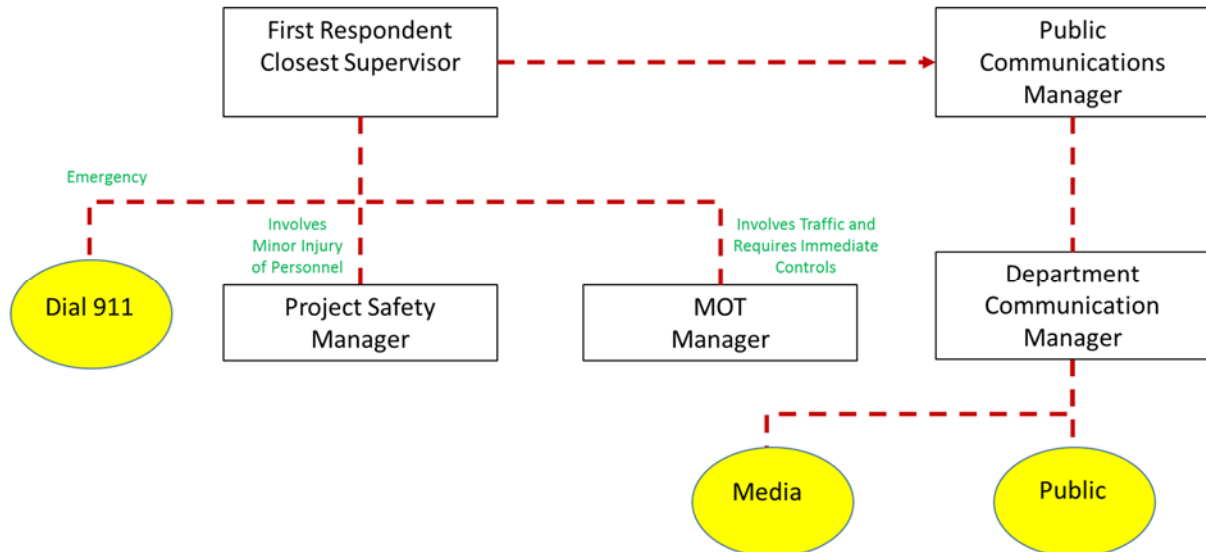 First Respondent
Closest Supervisor
Public
Communications
Manager
Emergency
Involves
Minor Injury
of Personnel
Involves Traffic and
Requires Immediate
Controls
Dial 911
Project Safety
Manager
MOT
Manager
Department
Communication
Manager
Media
Public